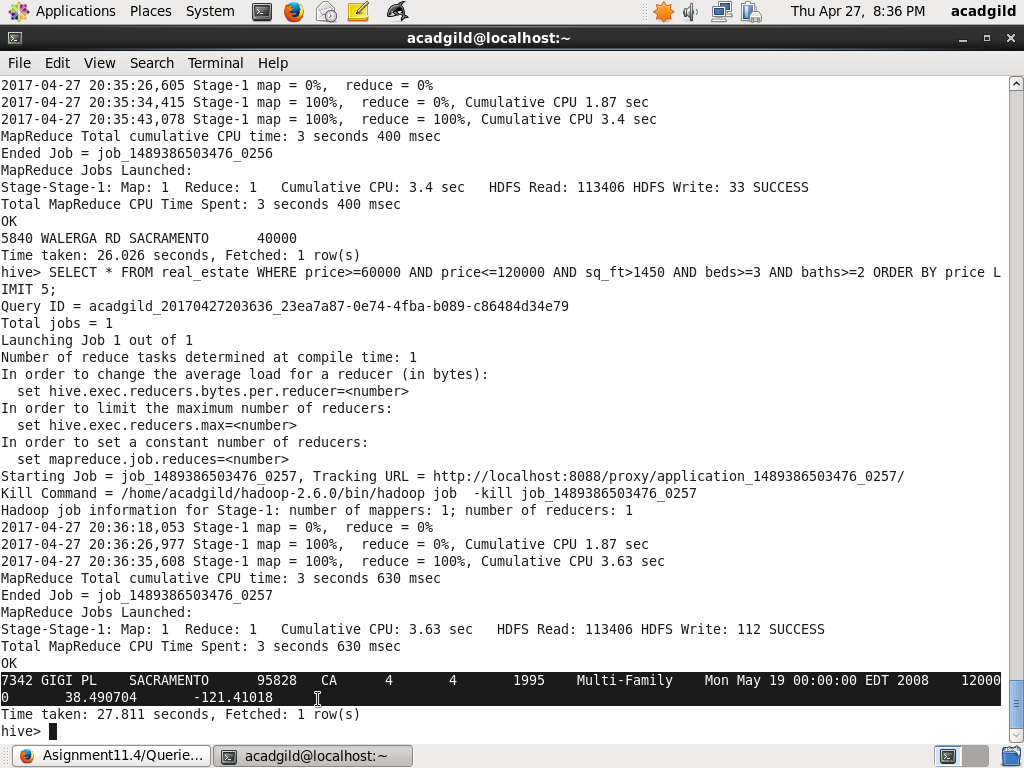 Applications Places System Thu Apr 27, 8:36 PM acadgild
acadgild@localhost:~
File Edit View Search Terminal Help
2017-04-27 20:35:26,605 Stage-1 map = 0%,  reduce = 0%
2017-04-27 20:35:34,415 Stage-1 map = 100%,  reduce = 0%, Cumulative CPU 1.87 sec
2017-04-27 20:35:43,078 Stage-1 map = 100%,  reduce = 100%, Cumulative CPU 3.4 sec
MapReduce Total cumulative CPU time: 3 seconds 400 msec
Ended Job = job_1489386503476_0256
MapReduce Jobs Launched:
Stage-Stage-1: Map: 1  Reduce: 1   Cumulative CPU: 3.4 sec   HDFS Read: 113406 HDFS Write: 33 SUCCESS
Total MapReduce CPU Time Spent: 3 seconds 400 msec
OK
5840 WALERGA RD SACRAMENTO      40000
Time taken: 26.026 seconds, Fetched: 1 row(s)
hive> SELECT * FROM real_estate WHERE price>=60000 AND price<=120000 AND sq_ft>1450 AND beds>=3 AND baths>=2 ORDER BY price L
IMIT 5;
Query ID = acadgild_20170427203636_23ea7a87-0e74-4fba-b089-c86484d34e79
Total jobs = 1
Launching Job 1 out of 1
Number of reduce tasks determined at compile time: 1
In order to change the average load for a reducer (in bytes):
  set hive.exec.reducers.bytes.per.reducer=<number>
In order to limit the maximum number of reducers:
  set hive.exec.reducers.max=<number>
In order to set a constant number of reducers:
  set mapreduce.job.reduces=<number>
Starting Job = job_1489386503476_0257, Tracking URL = http://localhost:8088/proxy/application_1489386503476_0257/
Kill Command = /home/acadgild/hadoop-2.6.0/bin/hadoop job  -kill job_1489386503476_0257
Hadoop job information for Stage-1: number of mappers: 1; number of reducers: 1
2017-04-27 20:36:18,053 Stage-1 map = 0%,  reduce = 0%
2017-04-27 20:36:26,977 Stage-1 map = 100%,  reduce = 0%, Cumulative CPU 1.87 sec
2017-04-27 20:36:35,608 Stage-1 map = 100%,  reduce = 100%, Cumulative CPU 3.63 sec
MapReduce Total cumulative CPU time: 3 seconds 630 msec
Ended Job = job_1489386503476_0257
MapReduce Jobs Launched:
Stage-Stage-1: Map: 1  Reduce: 1   Cumulative CPU: 3.63 sec   HDFS Read: 113406 HDFS Write: 112 SUCCESS
Total MapReduce CPU Time Spent: 3 seconds 630 msec
OK
7342 GIGI PL    SACRAMENTO      95828   CA      4       4       1995    Multi-Family    Mon May 19 00:00:00 EDT 2008    12000
0       38.490704       -121.41018
Time taken: 27.811 seconds, Fetched: 1 row(s)
hive>
Asignment11.4/Querie... acadgild@localhost:~